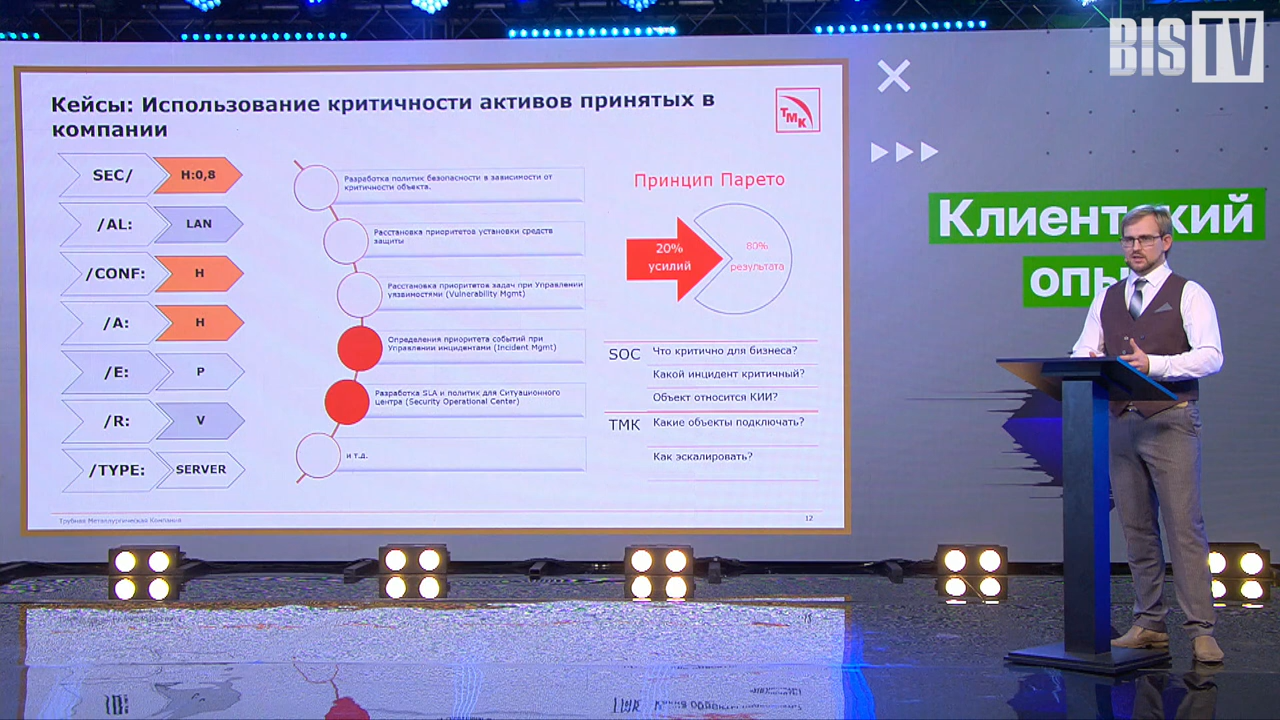 BIS TV
Кейсы: Использование критичности активов принятых в
компании
ТМК
SEC/ H:0,8
/AL: LAN
/CONF: H
/A: H
/E: P
/R: V
/TYPE: SERVER
Разработка политик безопасности в зависимости от
критичности объекта.
Расстановка приоритетов установки средств
защиты
Расстановка приоритетов задач при Управлении
уязвимостями (Vulnerability Mgmt)
Определения приоритета событий при
Управлении инцидентами (Incident Mgmt)
Разработка SLA и политик для Ситуационного
центра (Security Operational Center)
и т.д.
Принцип Парето
20%
усилий
80%
результата
SOC Что критично для бизнеса?
Какой инцидент критичный?
Объект относится КИИ?
ТМК Какие объекты подключать?
Как эскалировать?
Трубная Металлургическая Компания
12